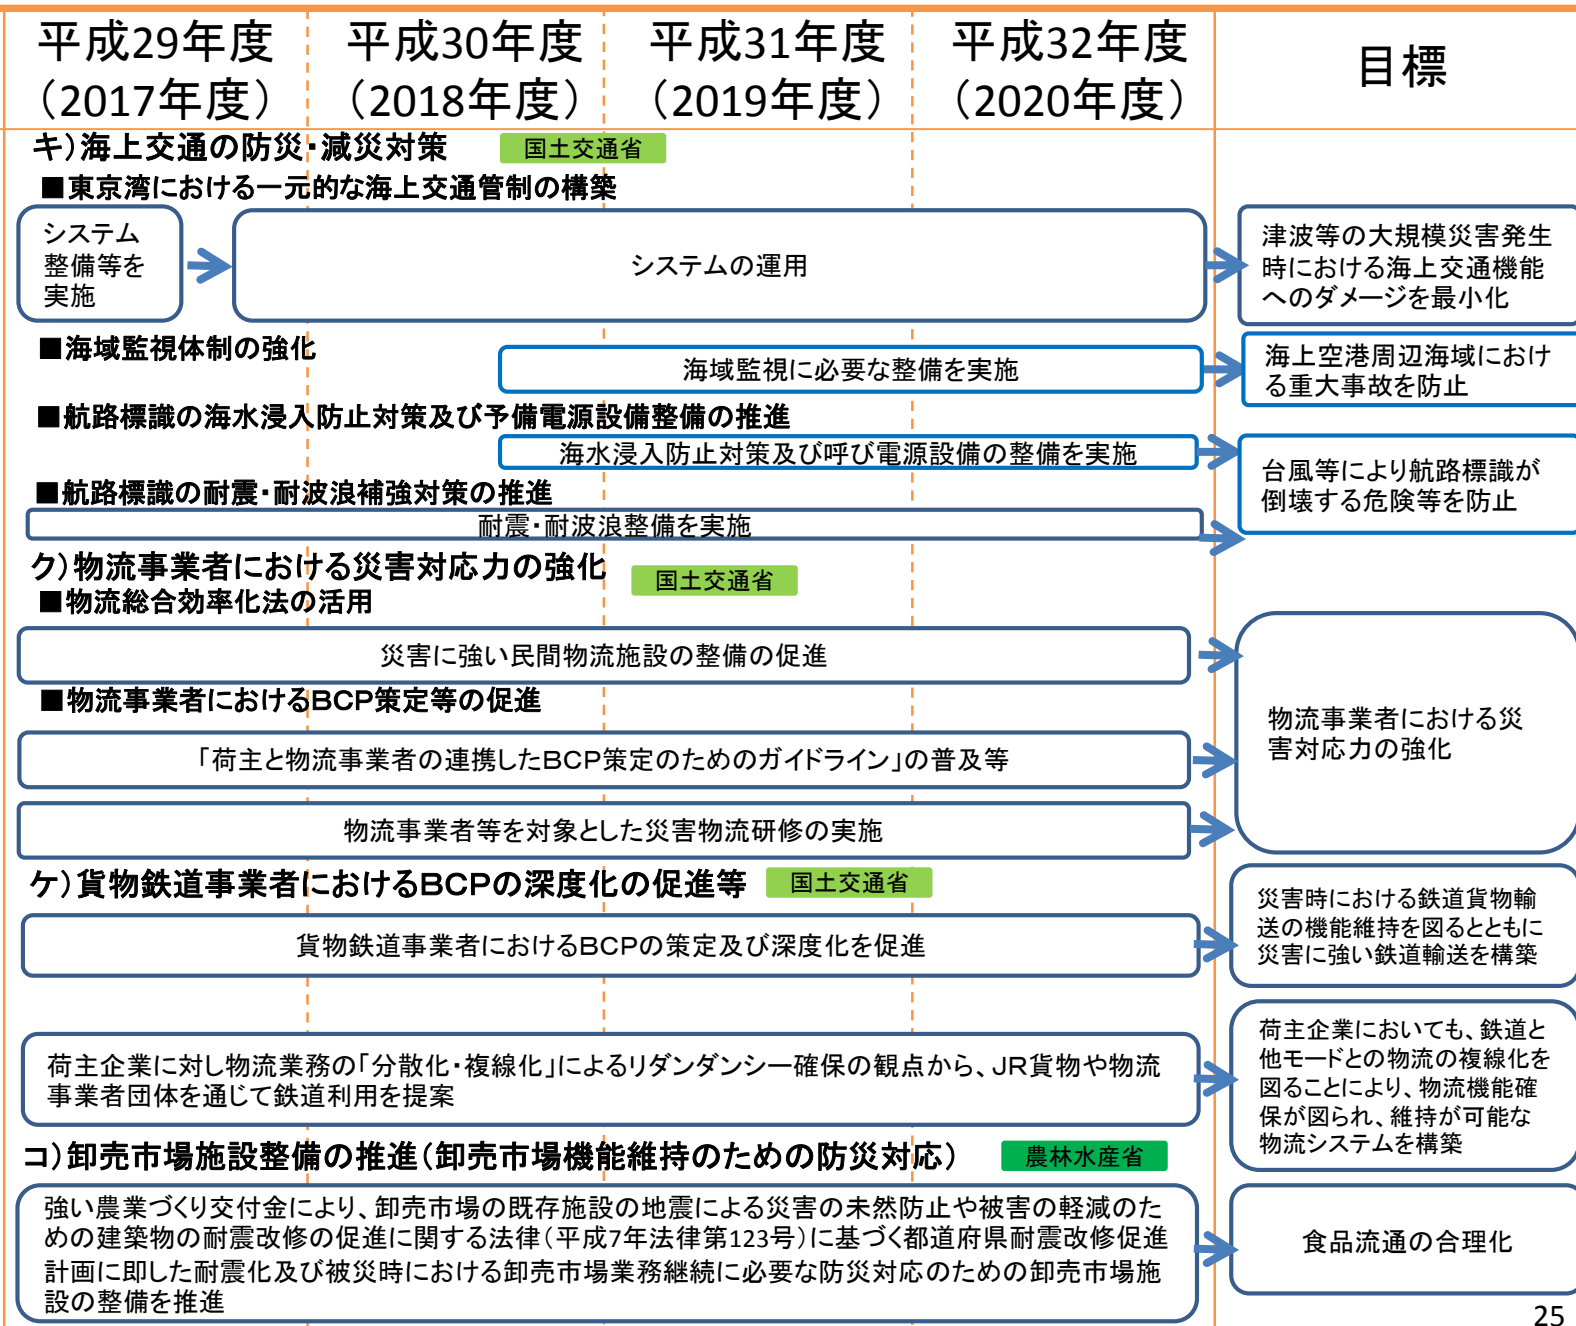 平成29年度
（2017年度）
平成30年度
（2018年度）
平成31年度
（2019年度）
平成32年度
（2020年度）
目標
キ）海上交通の防災・減災対策
国土交通省
■東京湾における一元的な海上交通管制の構築
システム
整備等を
実施
システムの運用
津波等の大規模災害発生
時における海上交通機能
へのダメージを最小化
■海域監視体制の強化
海域監視に必要な整備を実施
海上空港周辺海域におけ
る重大事故を防止
■航路標識の海水浸入防止対策及び予備電源設備整備の推進
海水浸入防止対策及び呼び電源設備の整備を実施
台風等により航路標識が
倒壊する危険等を防止
■航路標識の耐震・耐波浪補強対策の推進
耐震・耐波浪整備を実施
ク）物流事業者における災害対応力の強化
国土交通省
■物流総合効率化法の活用
災害に強い民間物流施設の整備の促進
■物流事業者におけるＢＣＰ策定等の促進
「荷主と物流事業者の連携したＢＣＰ策定のためのガイドライン」の普及等
物流事業者等を対象とした災害物流研修の実施
物流事業者における災
害対応力の強化
ケ）貨物鉄道事業者におけるＢＣＰの深度化の促進等
国土交通省
貨物鉄道事業者におけるＢＣＰの策定及び深度化を促進
災害時における鉄道貨物輸
送の機能維持を図るとともに
災害に強い鉄道輸送を構築
荷主企業に対し物流業務の「分散化・複線化」によるリダンダンシー確保の観点から、ＪＲ貨物や物流
事業者団体を通じて鉄道利用を提案
荷主企業においても、鉄道と
他モードとの物流の複線化を
図ることにより、物流機能確
保が図られ、維持が可能な
物流システムを構築
コ）卸売市場施設整備の推進（卸売市場機能維持のための防災対応）
農林水産省
強い農業づくり交付金により、卸売市場の既存施設の地震による災害の未然防止や被害の軽減のた
めの建築物の耐震改修の促進に関する法律（平成7年法律第123号）に基づく都道府県耐震改修促進
計画に即した耐震化及び被災時における卸売市場業務継続に必要な防災対応のための卸売市場施
設の整備を推進
食品流通の合理化
25